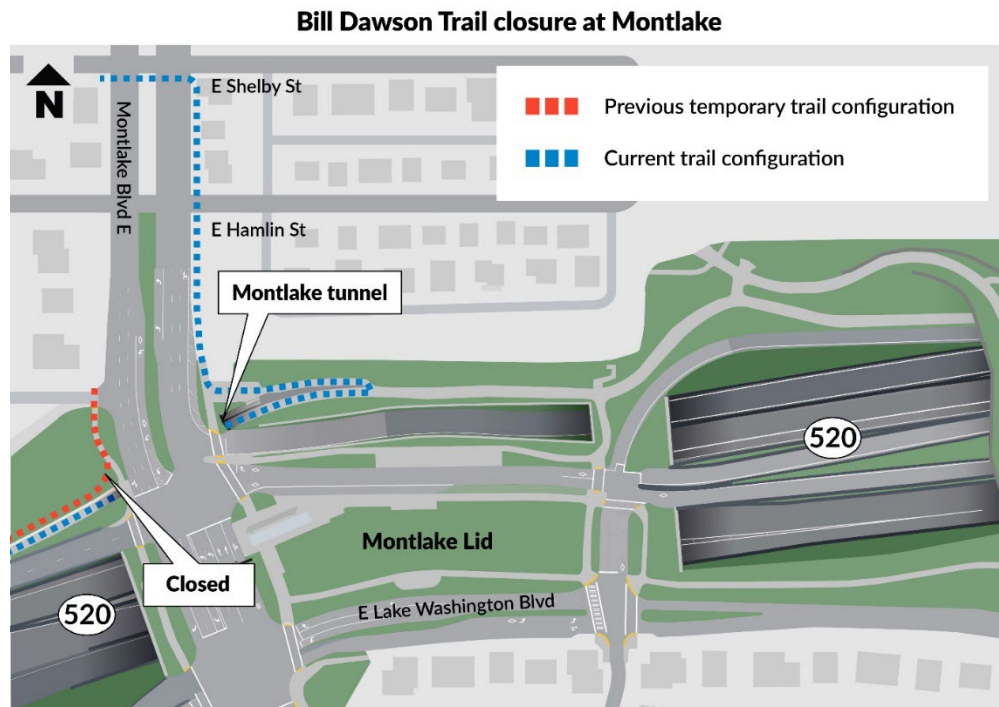 Bill Dawson Trail closure at Montlake
N
Montlake Blvd E
E Shelby St
Previous temporary trail configuration
Current trail configuration
E Hamlin St
Montlake tunnel
520
Montlake Lid
Closed
520
E Lake Washington Blvd